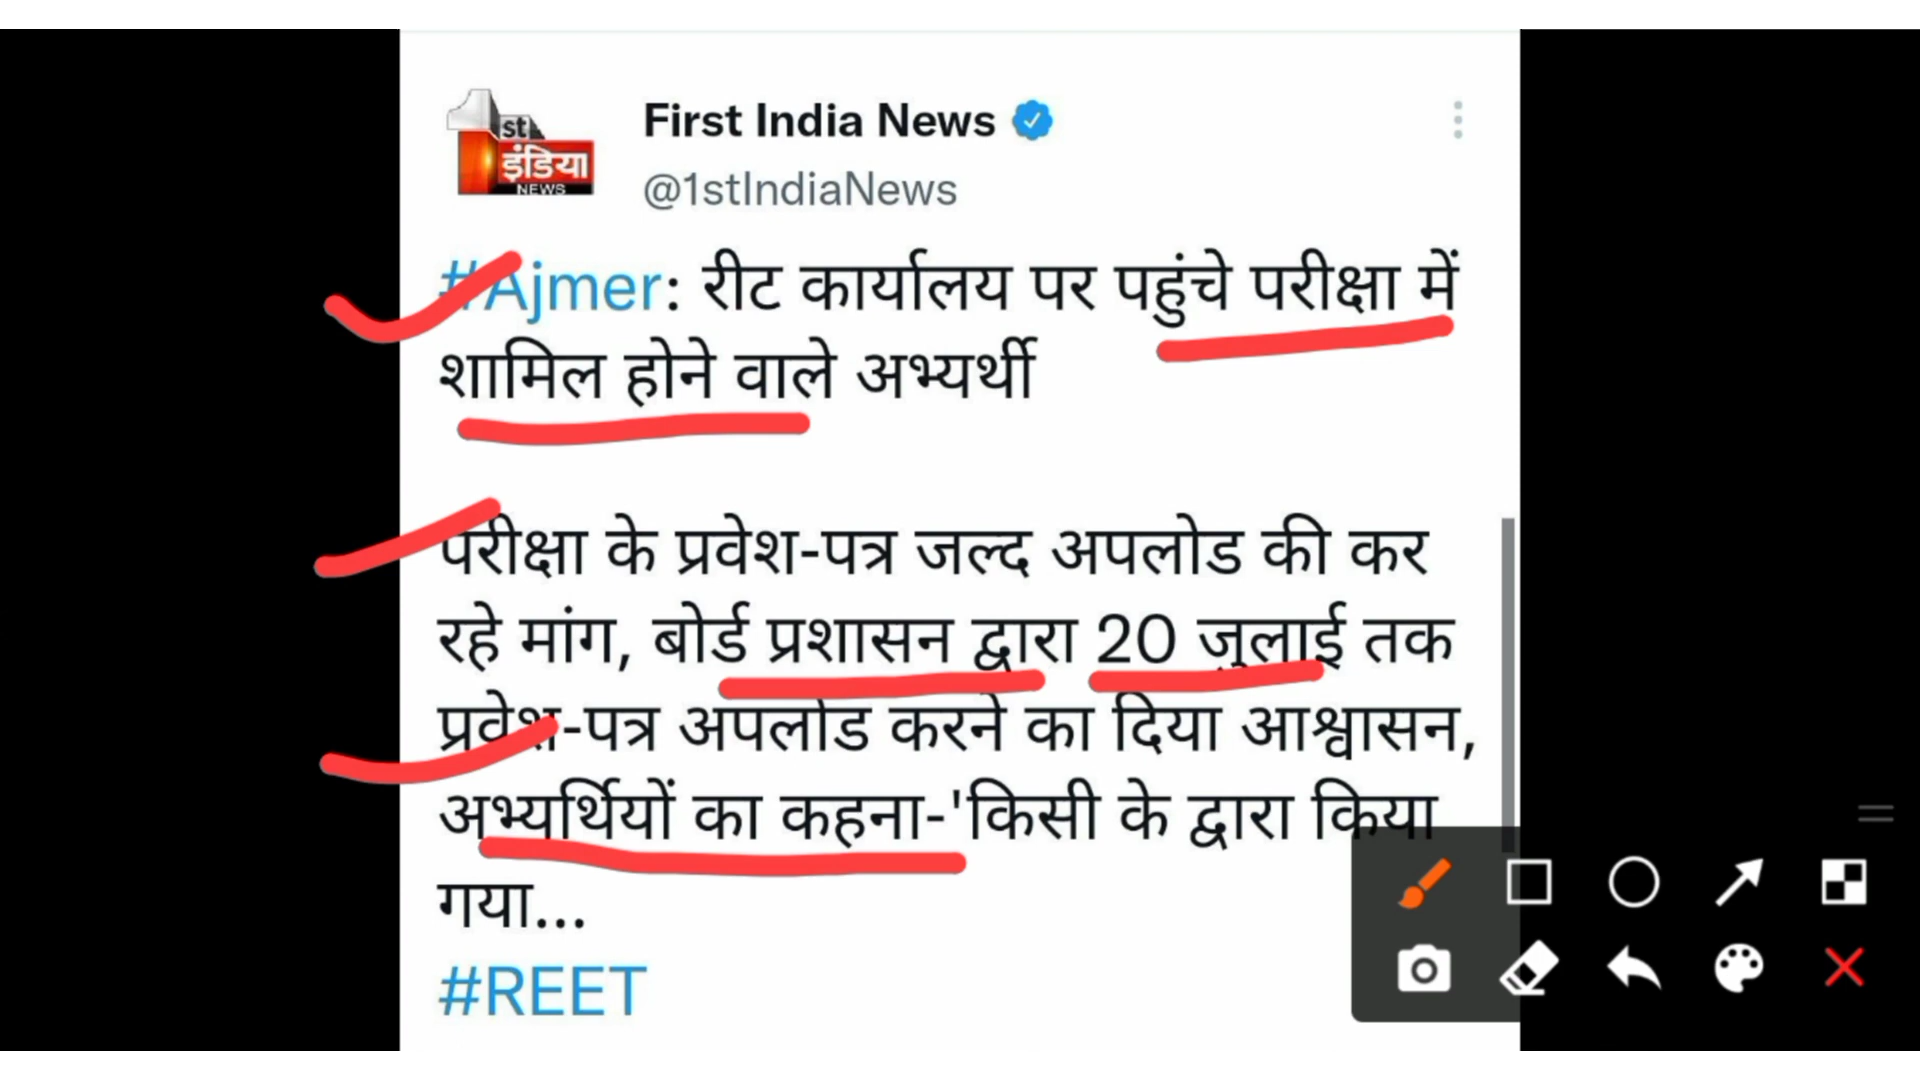 1st
इंडिया
NEWS
First India News
@1stIndiaNews
#Ajmer: रीट कार्यालय पर पहुंचे परीक्षा में
शामिल होने वाले अभ्यर्थी
परीक्षा के प्रवेश-पत्र जल्द अपलोड की कर
रहे मांग, बोर्ड प्रशासन द्वारा 20 जुलाई तक
प्रवेश-पत्र अपलोड करने का दिया आश्वासन,
अभ्यर्थियों का कहना-'किसी के द्वारा किया
गया...
#REET